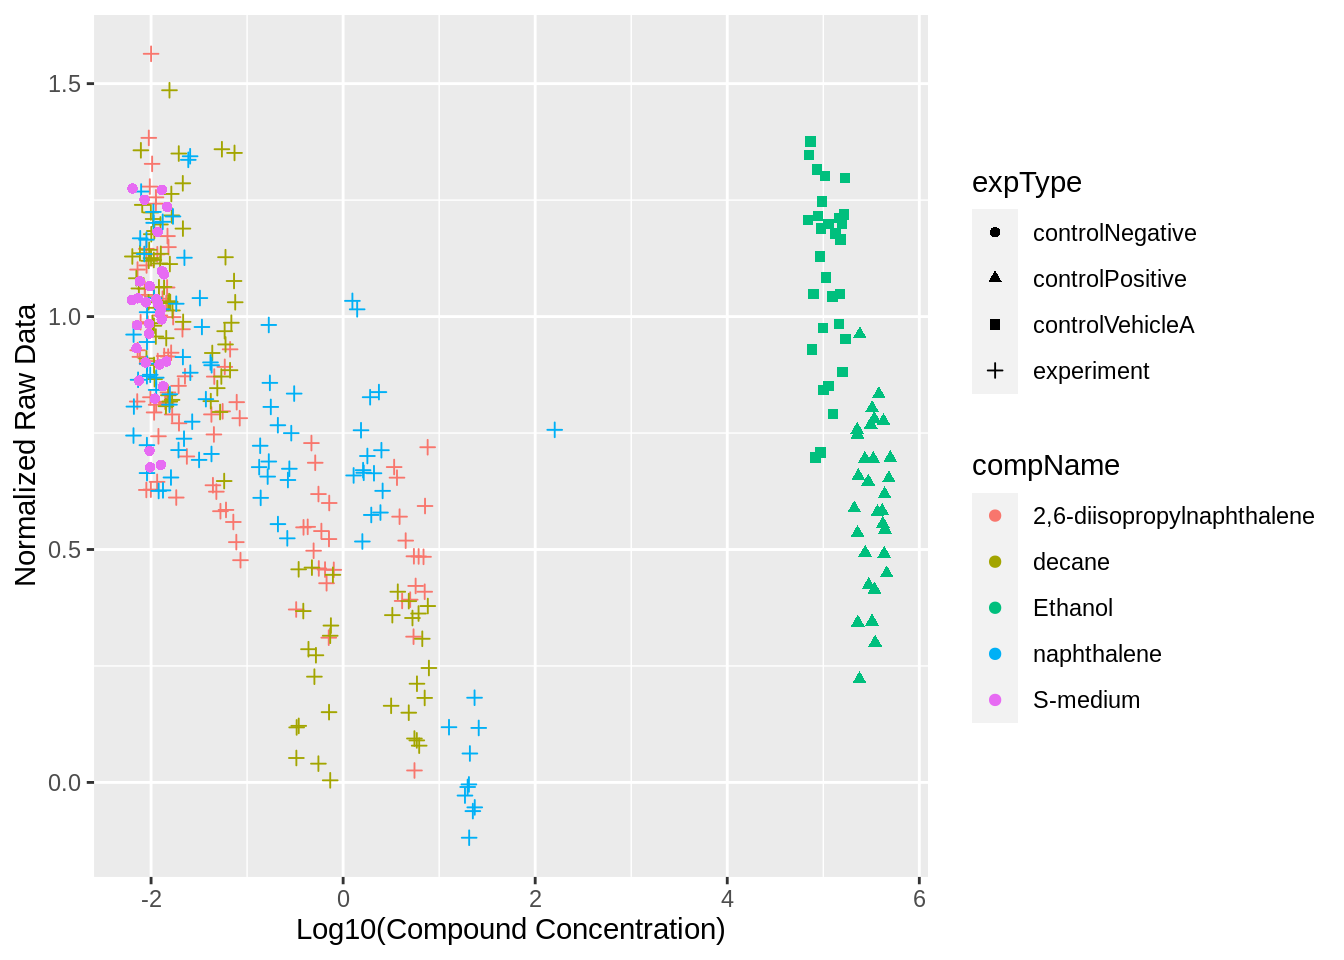 1.5
1.0
0.5
0.0
Normalized Raw Data
-2 0 2 4 6
Log10(Compound Concentration)
expType
controlNegative
controlPositive
controlVehicleA
experiment
compName
2,6-diisopropylnaphthalene
decane
Ethanol
naphthalene
S-medium